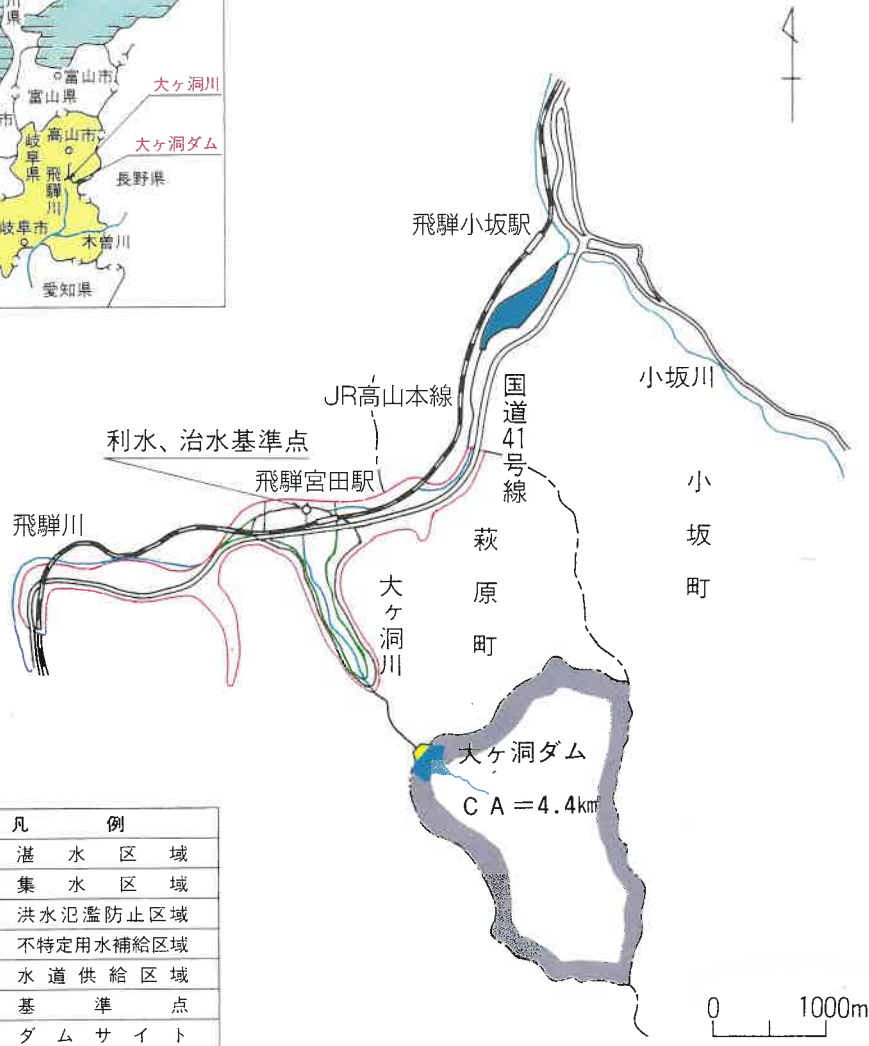 川県
富山市
富山県
市
大ヶ洞川
岐阜県
高山市
大ヶ洞ダム
飛騨川
長野県
岐阜市
木曽川
愛知県
飛騨小坂駅
小坂川
JR高山本線
国道41号線
利水、治水基準点
飛騨宮田駅
飛騨川
小坂町
萩原町
大ヶ洞川
大ヶ洞ダム
CA=4.4km²
凡 例
湛水区域
集水区域
洪水氾濫防止区域
不特定用水補給区域
水道供給区域
基準点
ダムサイト
0 1000m